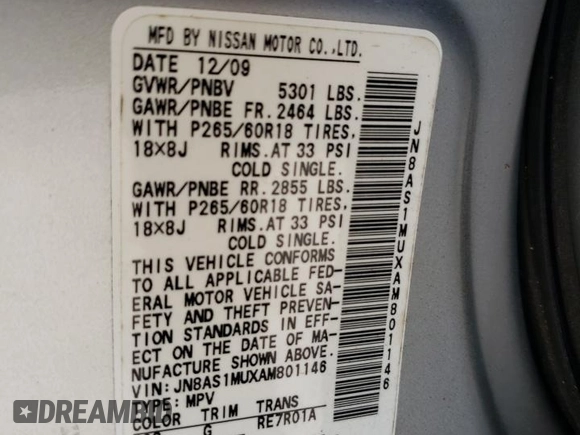 MFD BY NISSAN MOTOR CO.,LTD.
DATE 12/09
GVWR/PNBV 5301 LBS.
GAWR/PNBE FR. 2464 LBS.
WITH P265/60R18 TIRES,
18×8J RIMS.AT 33 PSI
COLD SINGLE.
GAWR/PNBE RR. 2855 LBS.
WITH P265/60R18 TIRES,
18×8J RIMS.AT 33 PSI
COLD SINGLE.
THIS VEHICLE CONFORMS
TO ALL APPLICABLE FED-
ERAL MOTOR VEHICLE SA-
FETY AND THEFT PREVEN-
TION STANDARDS IN EFF-
ECT ON THE DATE OF MA-
NUFACTURE SHOWN ABOVE.
VIN: JN8AS1MUXAM801146
TYPE: MPV
COLOR TRIM TRANS
G RE7R01A
JN8AS1MUXAM801146